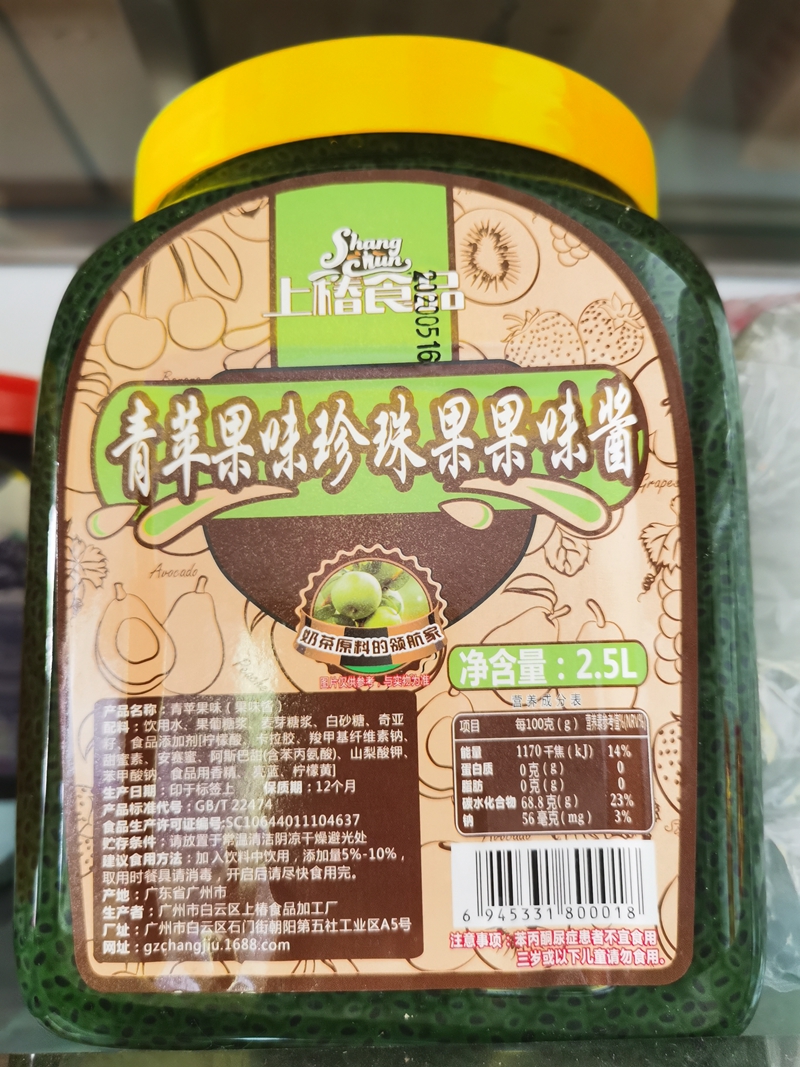 Shang
Chun
上椿食品
20200516
青苹果味珍珠果果味酱
Avocado
Grapes
奶茶原料的领航家
图片仅供参考，与实物为准
净含量：2.5L
产品名称：青苹果味（果味酱）
配料：饮用水、果葡糖浆、麦芽糖浆、白砂糖、奇亚
籽、食品添加剂[柠檬酸、卡拉胶、羧甲基纤维素钠、
甜蜜素、安赛蜜、阿斯巴甜(含苯丙氨酸)、山梨酸钾、
苯甲酸钠、食品用香精、亮蓝、柠檬黄]
生产日期：印于标签上 保质期：12个月
产品标准代号：GB/T 22474
食品生产许可证编号:SC10644011104637
贮存条件：请放置于常温清洁阴凉干燥避光处
建议食用方法：加入饮料中饮用，添加量5%-10%，
取用时餐具请消毒，开启后请尽快食用完。
产地：广东省广州市
生产者：广州市白云区上椿食品加工厂
厂址：广州市白云区石门街朝阳第五社工业区A5号
网址：gzchangjiu.1688.com
营养成分表
项目 每100克(g) 营养素参考值%/NRV%
能量 1170千焦(kJ) 14%
蛋白质 0克(g) 0
脂肪 0克(g) 0
碳水化合物 68.8克(g) 23%
钠 56毫克(mg) 3%
Avocado
6 945331 800018
注意事项：苯丙酮尿症患者不宜食用
三岁或以下儿童请勿食用。